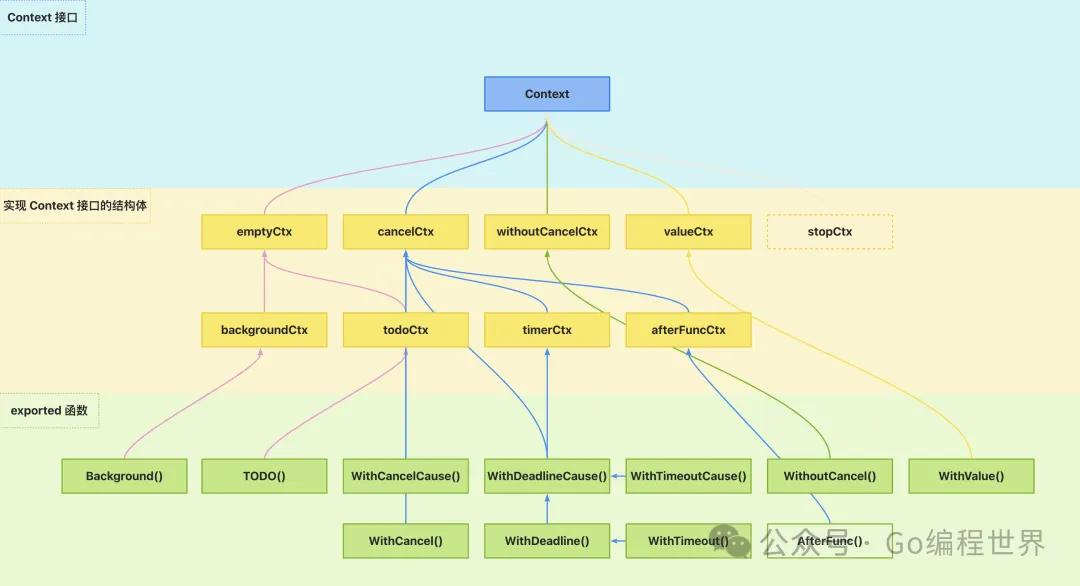 Context 接口
Context
实现 Context 接口的结构体
emptyCtx
cancelCtx
withoutCancelCtx
valueCtx
stopCtx
backgroundCtx
todoCtx
timerCtx
afterFuncCtx
exported 函数
Background()
TODO()
WithCancelCause()
WithDeadlineCause()
WithTimeoutCause()
WithoutCancel()
WithValue()
WithCancel()
WithDeadline()
WithTimeout()
AfterFunc()
公众号 · Go编程世界